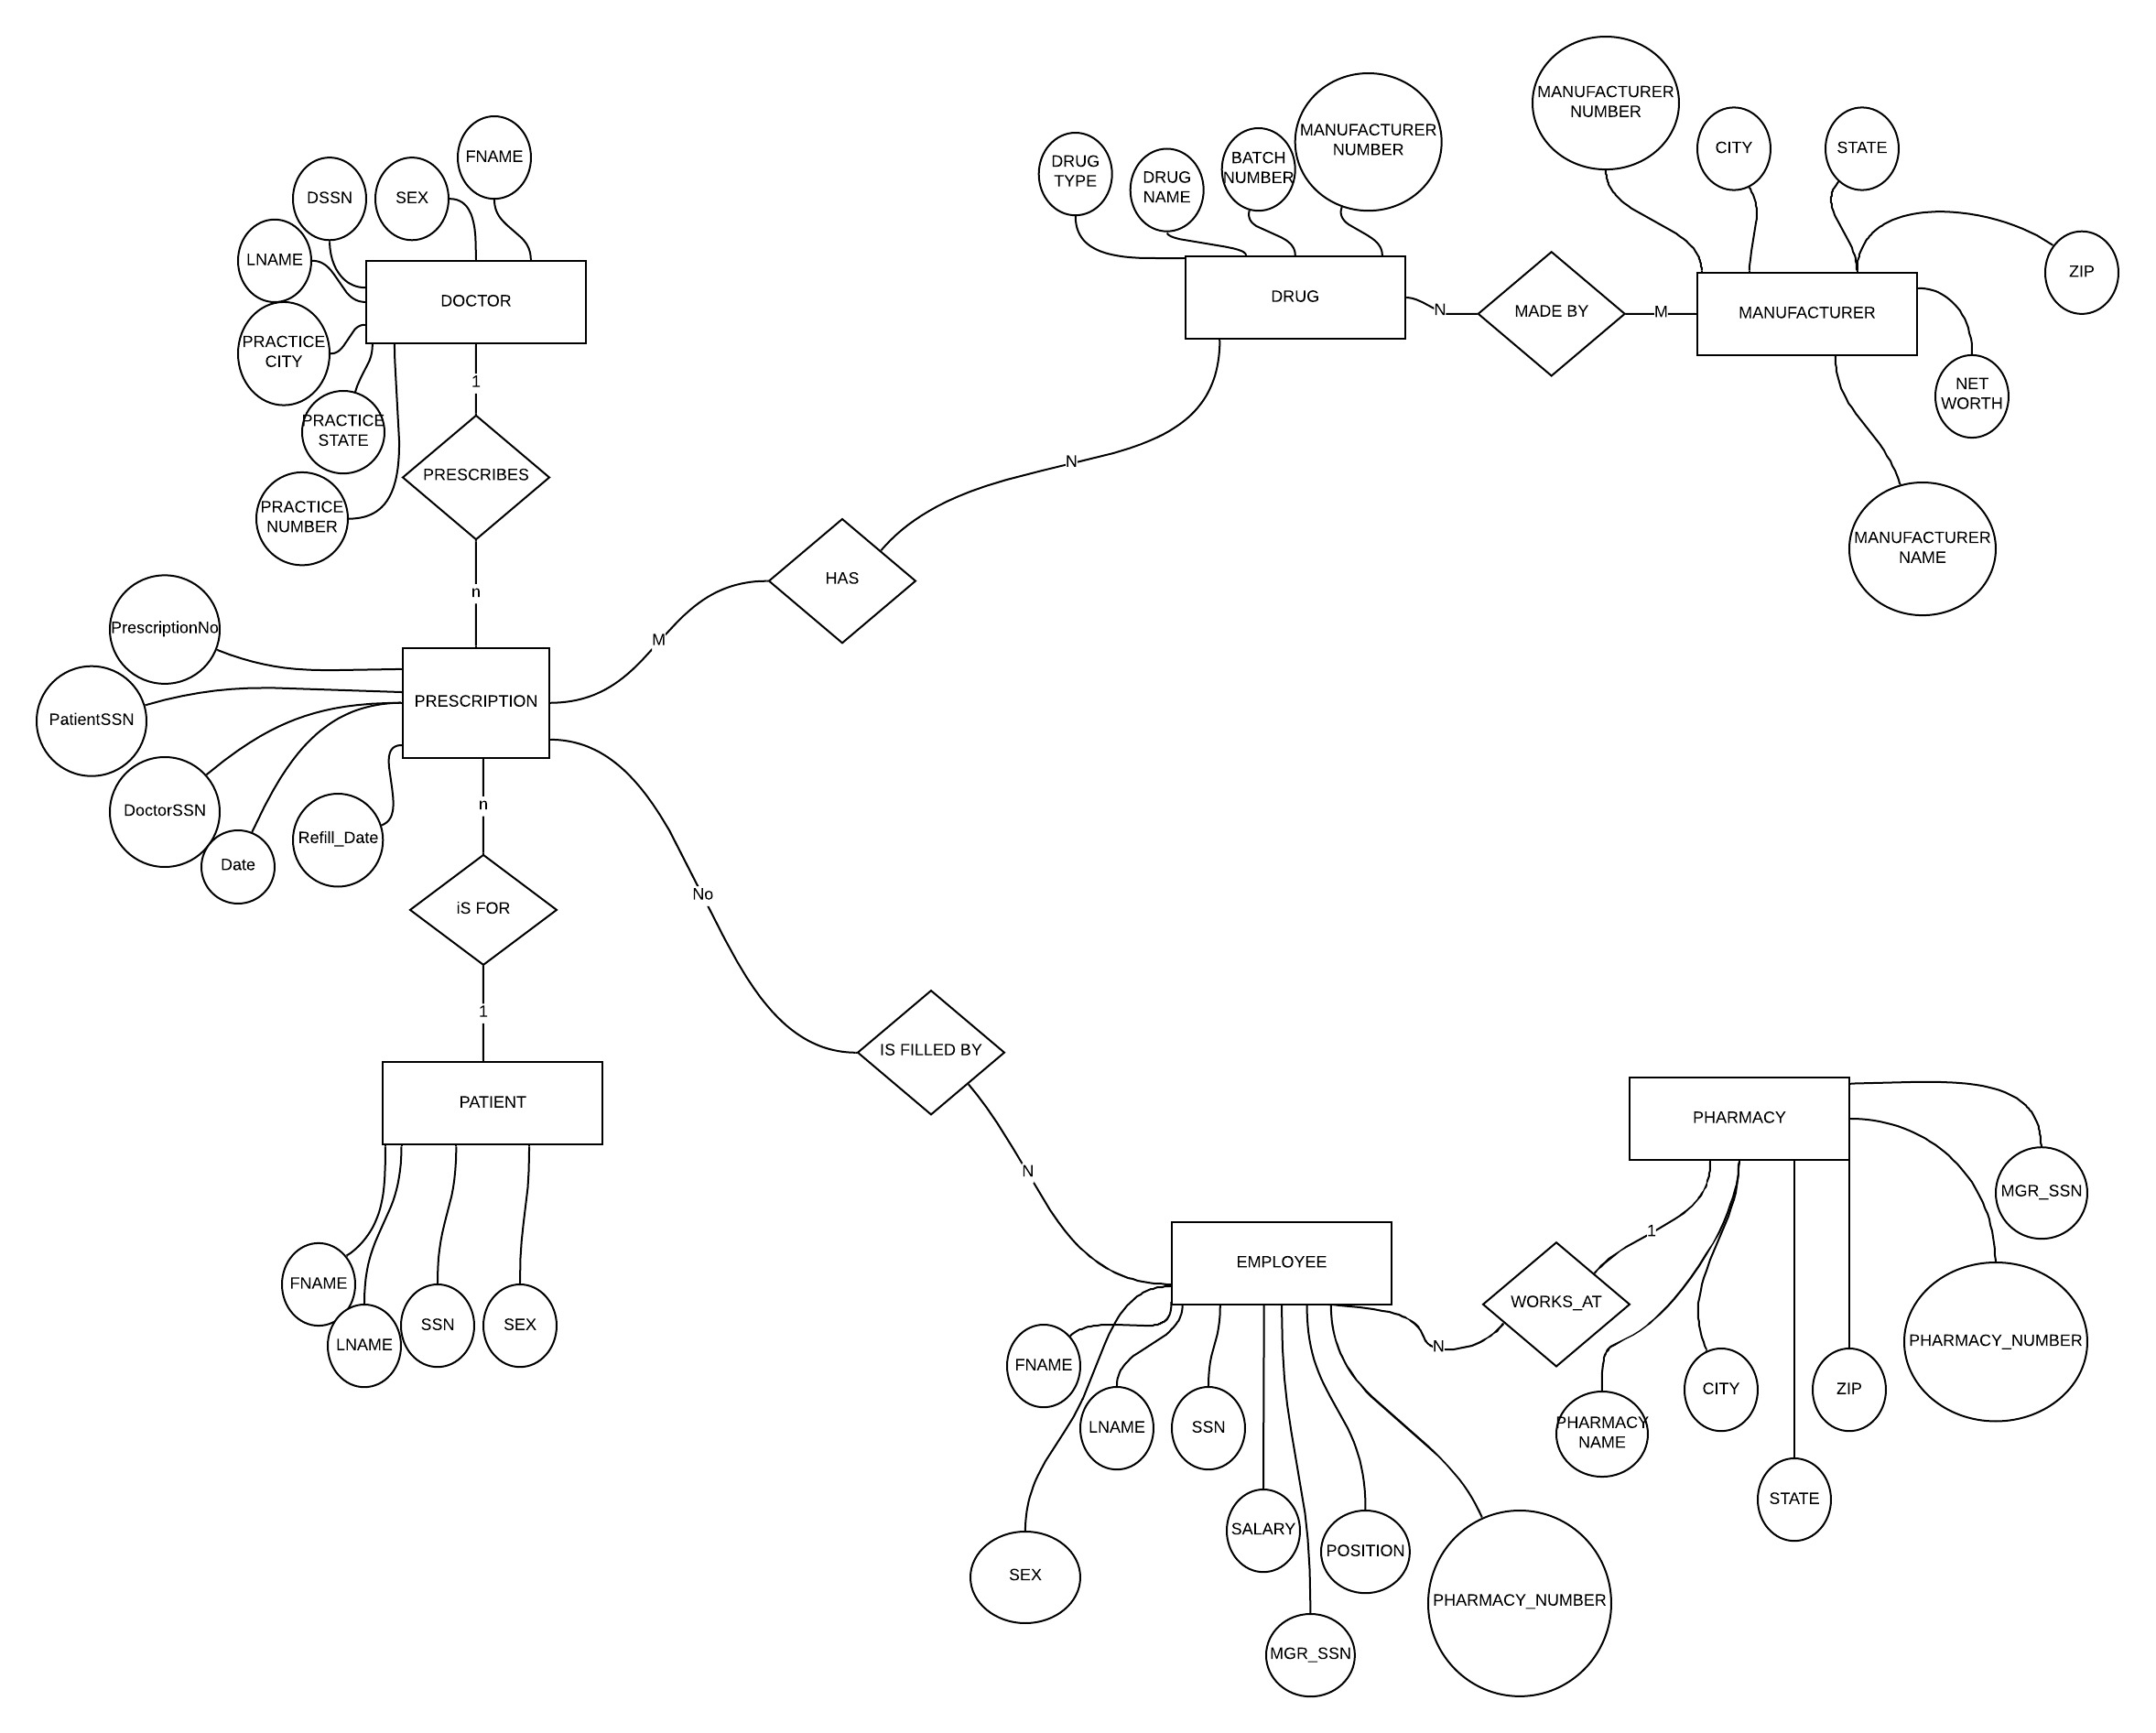 MANUFACTURER
NUMBER
CITY
STATE
ZIP
MANUFACTURER
NUMBER
BATCH
NUMBER
DRUG
NAME
DRUG
TYPE
FNAME
SEX
DSSN
LNAME
PRACTICE
CITY
PRACTICE
STATE
PRACTICE
NUMBER
DOCTOR
1
PRESCRIBES
n
DRUG
N
MADE BY
M
MANUFACTURER
NET
WORTH
MANUFACTURER
NAME
N
HAS
M
PrescriptionNo
PatientSSN
DoctorSSN
Date
Refill_Date
PRESCRIPTION
n
iS FOR
1
PATIENT
FNAME
LNAME
SSN
SEX
No
IS FILLED BY
N
EMPLOYEE
FNAME
LNAME
SSN
SEX
SALARY
POSITION
MGR_SSN
PHARMACY_NUMBER
N
WORKS_AT
1
PHARMACY
MGR_SSN
PHARMACY_NUMBER
PHARMACY
NAME
CITY
ZIP
STATE